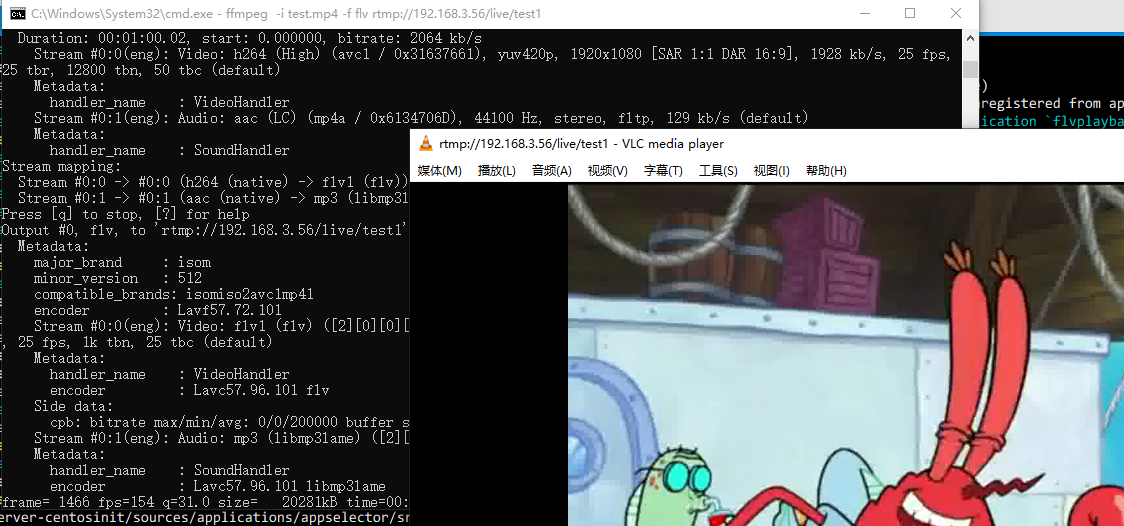 C:\Windows\System32\cmd.exe - ffmpeg  -i test.mp4 -f flv rtmp://192.168.3.56/live/test1
Duration: 00:01:00.02, start: 0.000000, bitrate: 2064 kb/s
Stream #0:0(eng): Video: h264 (High) (avc1 / 0x31637661), yuv420p, 1920x1080 [SAR 1:1 DAR 16:9], 1928 kb/s, 25 fps,
25 tbr, 12800 tbn, 50 tbc (default)
Metadata:
handler_name    : VideoHandler
Stream #0:1(eng): Audio: aac (LC) (mp4a / 0x6134706D), 44100 Hz, stereo, fltp, 129 kb/s (default)
Metadata:
handler_name    : SoundHandler
Stream mapping:
Stream #0:0 -> #0:0 (h264 (native) -> flv1 (flv))
Stream #0:1 -> #0:1 (aac (native) -> mp3 (libmp3l
Press [q] to stop, [?] for help
Output #0, flv, to 'rtmp://192.168.3.56/live/test1'
Metadata:
major_brand     : isom
minor_version   : 512
compatible_brands: isomiso2avc1mp41
encoder         : Lavf57.72.101
Stream #0:0(eng): Video: flv1 (flv) ([2][0][0][
, 25 fps, 1k tbn, 25 tbc (default)
Metadata:
handler_name    : VideoHandler
encoder         : Lavc57.96.101 flv
Side data:
cpb: bitrate max/min/avg: 0/0/200000 buffer s
Stream #0:1(eng): Audio: mp3 (libmp3lame) ([2][
Metadata:
handler_name    : SoundHandler
encoder         : Lavc57.96.101 libmp3lame
frame= 1466 fps=154 q=31.0 size=   20281kB time=00:
erver-centosinit/sources/applications/appselector/sr
)
registered from ap
ication `flvplayba
rtmp://192.168.3.56/live/test1 - VLC media player
媒体(M) 播放(L) 音频(A) 视频(V) 字幕(T) 工具(S) 视图(I) 帮助(H)